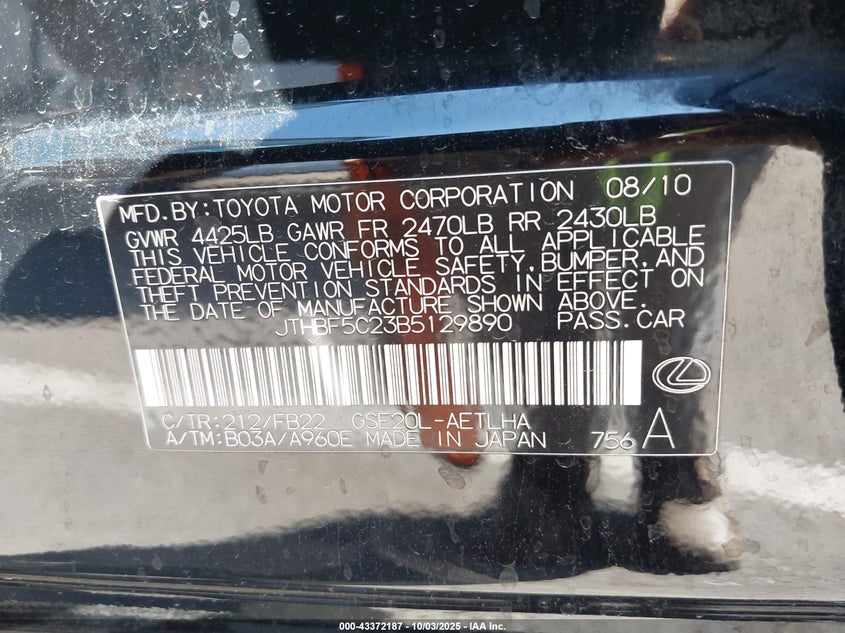 MFD.BY:TOYOTA MOTOR CORPORATION 08/10
GVWR 4425LB GAWR FR 2470LB RR 2430LB
THIS VEHICLE CONFORMS TO ALL APPLICABLE
FEDERAL MOTOR VEHICLE SAFETY,BUMPER,AND
THEFT PREVENTION STANDARDS IN EFFECT ON
THE DATE OF MANUFACTURE SHOWN ABOVE.
JTHBF5C23B5129890 PASS.CAR
C/TR:212/FB22 GSE20L-AETLHA
A/TM:B03A/A960E MADE IN JAPAN 756 A
000-43372187 - 10/03/2025 - IAA Inc.